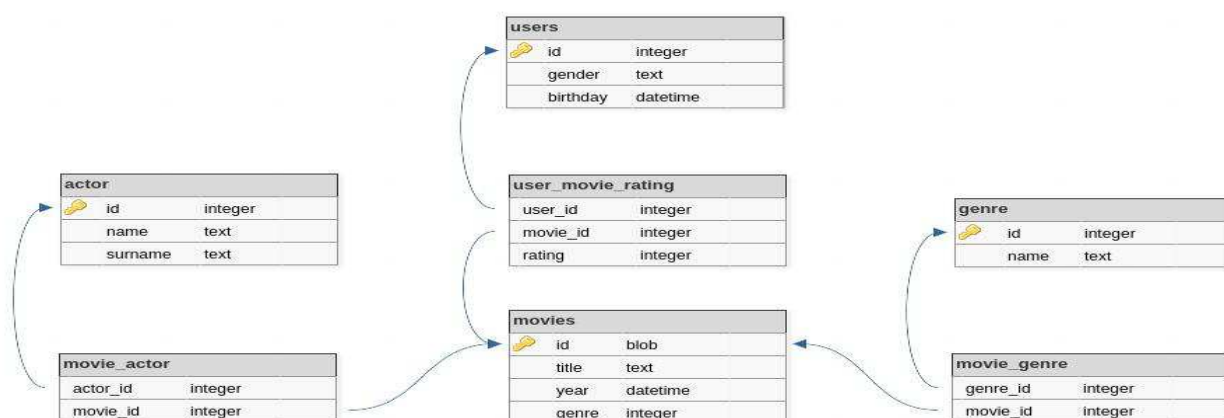 users
id integer
gender text
birthday datetime
actor
id integer
name text
surname text
user_movie_rating
user_id integer
movie_id integer
rating integer
genre
id integer
name text
movies
id blob
title text
year datetime
genre integer
movie_actor
actor_id integer
movie_id integer
movie_genre
genre_id integer
movie_id integer